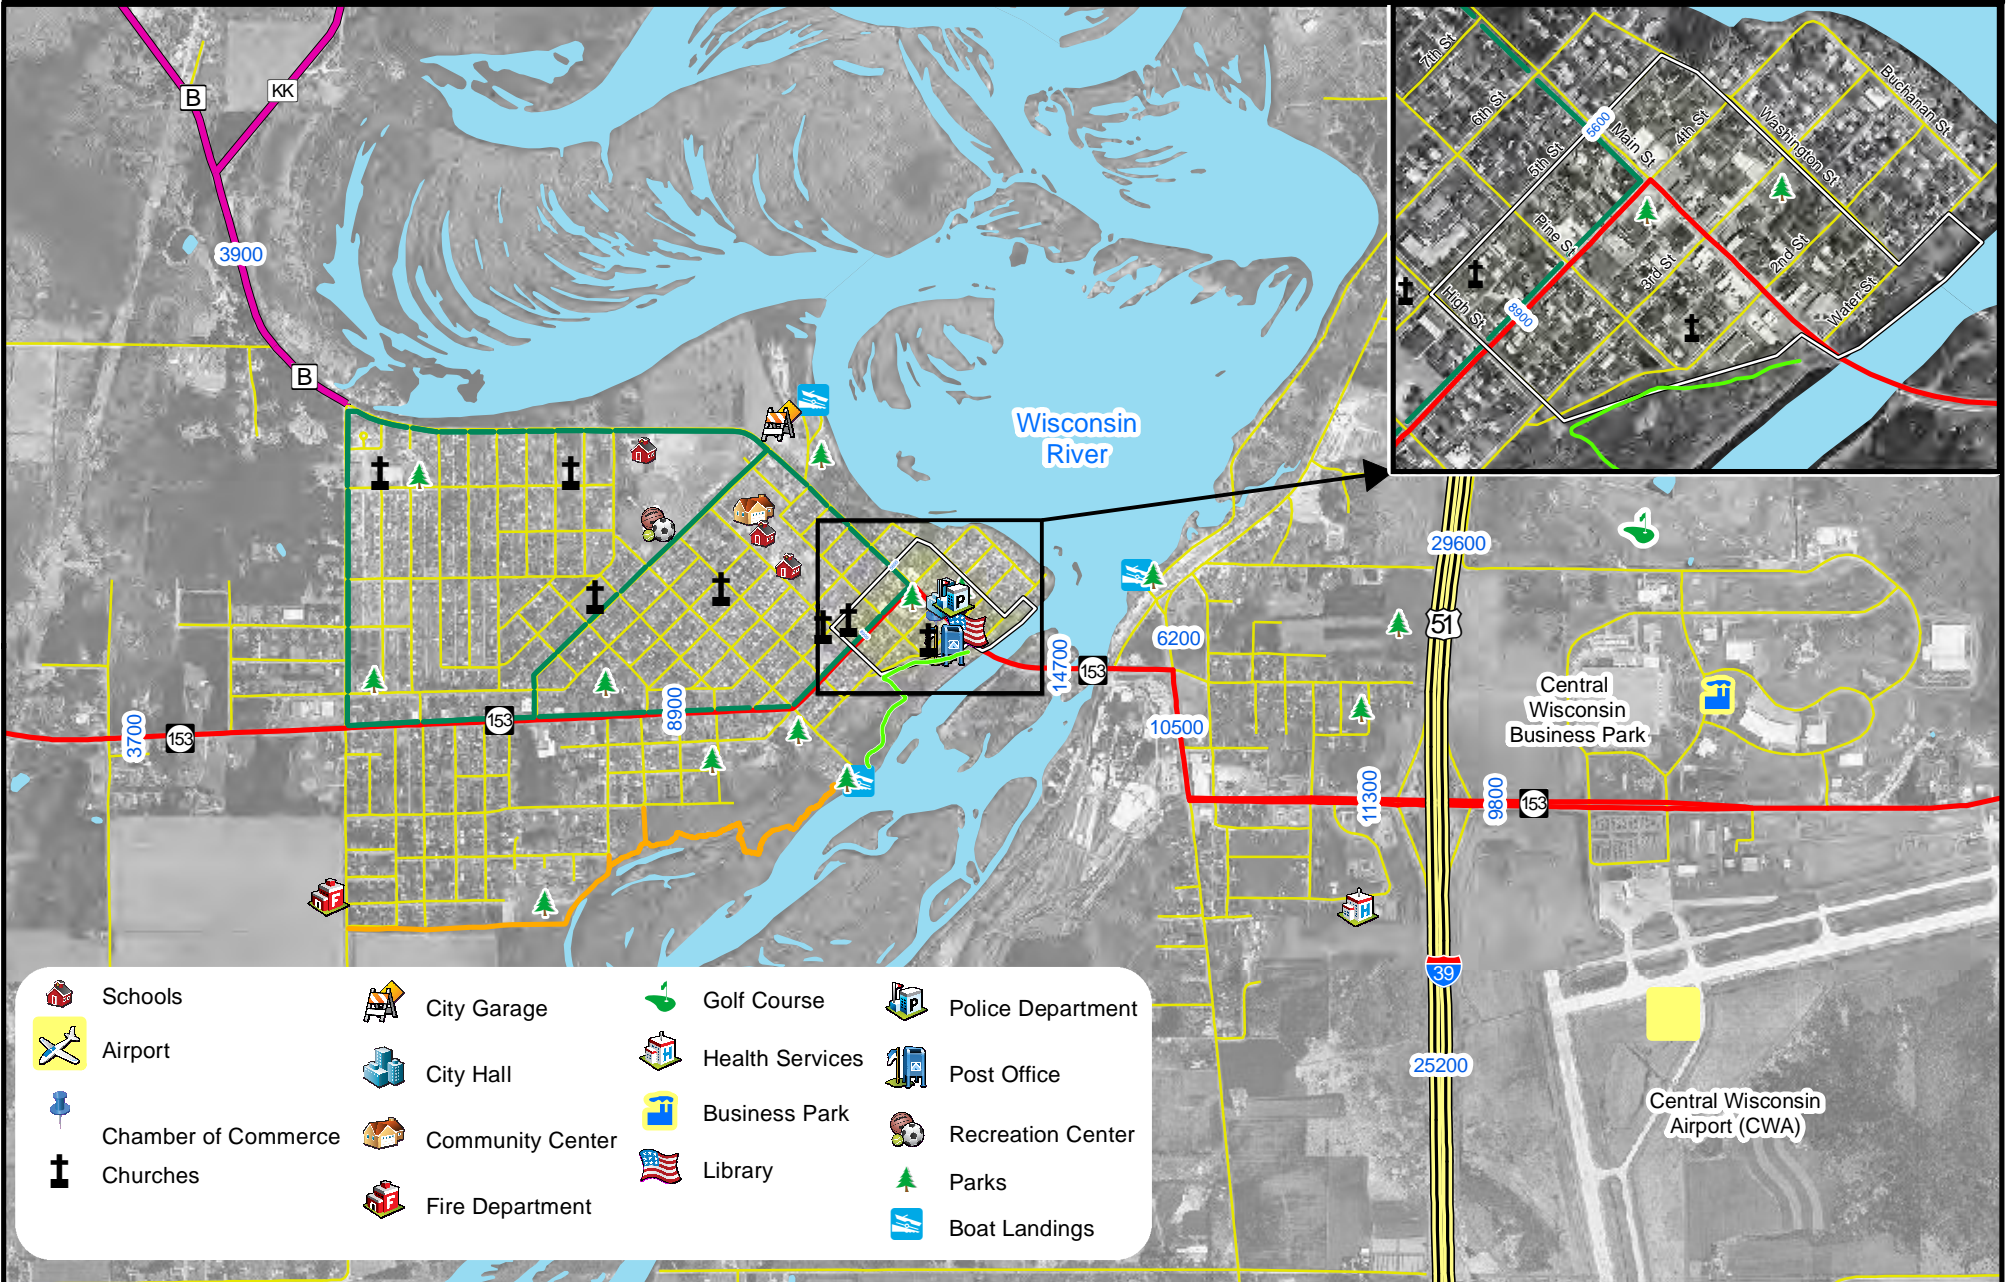 B
KK
3900
B
Wisconsin
River
7th St
6th St
5th St
5600
Main St
4th St
Washington St
Buchanan St
Pine St
3rd St
2nd St
High St
8900
Water St
29600
51
6200
14700
153
10500
Central
Wisconsin
Business Park
3700
153
153
8900
11300
9800
153
39
25200
Central Wisconsin
Airport (CWA)
Schools
Airport
Chamber of Commerce
Churches
City Garage
City Hall
Community Center
Fire Department
Golf Course
Health Services
Business Park
Library
Police Department
Post Office
Recreation Center
Parks
Boat Landings